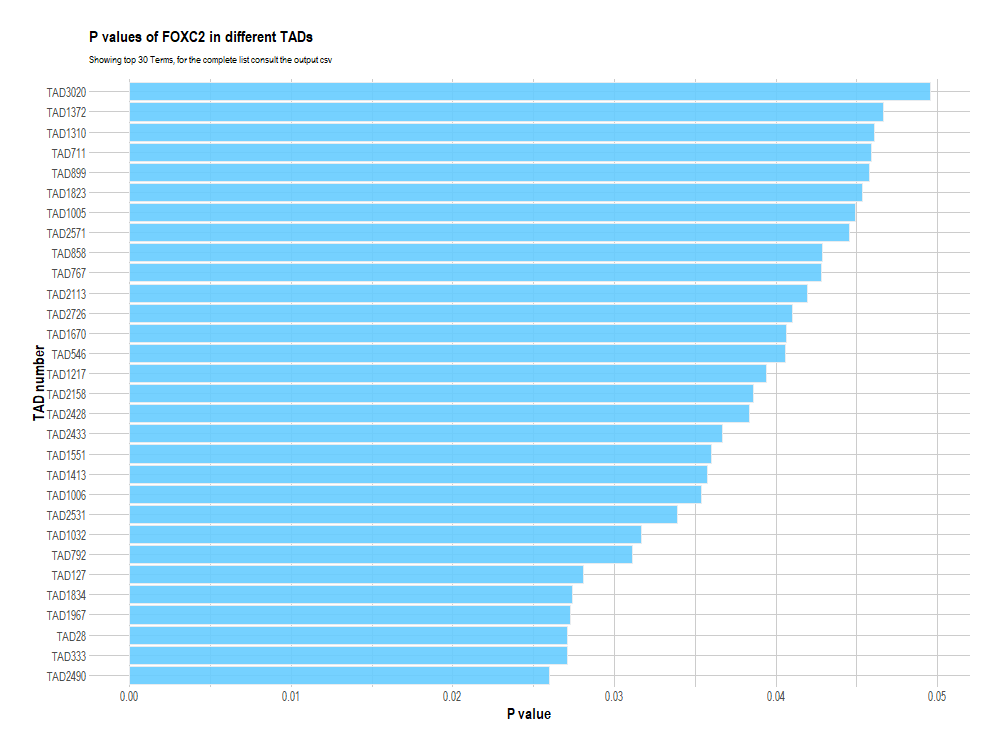 P values of FOXC2 in different TADs
Showing top 30 Terms, for the complete list consult the output csv
TAD3020
TAD1372
TAD1310
TAD711
TAD899
TAD1823
TAD1005
TAD2571
TAD858
TAD767
TAD2113
TAD2726
TAD1670
TAD546
TAD1217
TAD2158
TAD2428
TAD2433
TAD1551
TAD1413
TAD1006
TAD2531
TAD1032
TAD792
TAD127
TAD1834
TAD1967
TAD28
TAD333
TAD2490
TAD number
0.00 0.01 0.02 0.03 0.04 0.05
P value